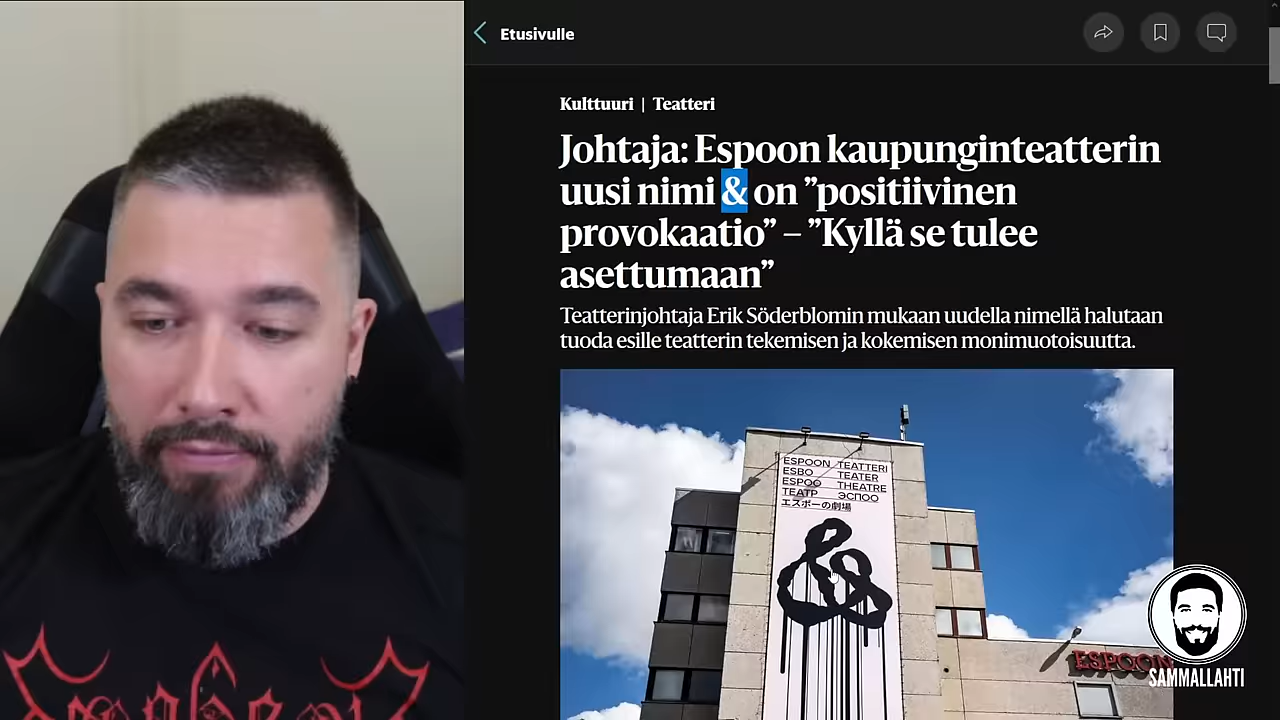 Etusivulle
Kulttuuri | Teatteri
Johtaja: Espoon kaupunginteatterin
uusi nimi & on ”positiivinen
provokaatio” – ”Kyllä se tulee
asettumaan”
Teatterinjohtaja Erik Söderblomin mukaan uudella nimellä halutaan
tuoda esille teatterin tekemisen ja kokemisen monimuotoisuutta.
ESPOON TEATTERI
ESBO TEATER
ESPOO THEATRE
ТЕАТР ЭСПОО
エスポーの劇場
&
ESPOON
SAMMALLAHTI